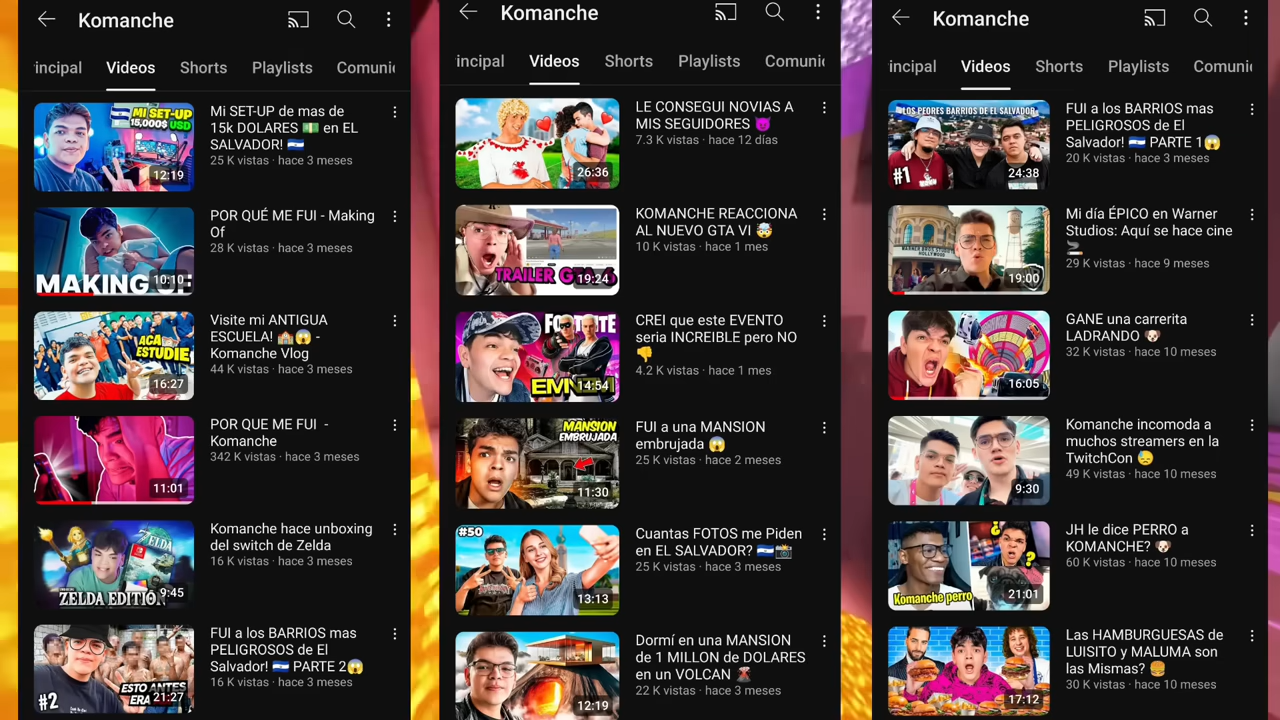 Komanche
incipal Videos Shorts Playlists Comunic
MI SET-UP
15,000$ USD
12:19
Mi SET-UP de mas de
15k DOLARES 💵 en EL
SALVADOR! 🇸🇻
25 K vistas · hace 3 meses
MAKING OF
10:10
POR QUÉ ME FUI - Making
Of
28 K vistas · hace 3 meses
ACA
ESTUDIE
16:27
Visite mi ANTIGUA
ESCUELA! 🏫😱 -
Komanche Vlog
44 K vistas · hace 3 meses
11:01
POR QUE ME FUI -
Komanche
342 K vistas · hace 3 meses
ZELDA
ZELDA EDITION
9:45
Komanche hace unboxing
del switch de Zelda
16 K vistas · hace 3 meses
#2
ESTO ANTES
ERA
21:27
FUI a los BARRIOS mas
PELIGROSOS de El
Salvador! 🇸🇻 PARTE 2😱
16 K vistas · hace 3 meses
Komanche
incipal Videos Shorts Playlists Comunic
26:36
LE CONSEGUI NOVIAS A
MIS SEGUIDORES 😈
7.3 K vistas · hace 12 días
TRAILER GTA 6
19:24
KOMANCHE REACCIONA
AL NUEVO GTA VI 🤯
10 K vistas · hace 1 mes
FORTNITE
EMINEM
14:54
CREI que este EVENTO
seria INCREIBLE pero NO
👎
4.2 K vistas · hace 1 mes
MANSION
EMBRUJADA
11:30
FUI a una MANSION
embrujada 😱
25 K vistas · hace 2 meses
#50
13:13
Cuantas FOTOS me Piden
en EL SALVADOR? 🇸🇻📸
25 K vistas · hace 3 meses
12:19
Dormí en una MANSION
de 1 MILLON de DOLARES
en un VOLCAN 🌋
22 K vistas · hace 3 meses
Komanche
incipal Videos Shorts Playlists Comunic
LOS PEORES BARRIOS DE EL SALVADOR
#1
24:38
FUI a los BARRIOS mas
PELIGROSOS de El
Salvador! 🇸🇻 PARTE 1😱
20 K vistas · hace 3 meses
HOLLYWOOD
19:00
Mi día ÉPICO en Warner
Studios: Aquí se hace cine
29 K vistas · hace 9 meses
16:05
GANE una carrerita
LADRANDO 🐶
32 K vistas · hace 10 meses
9:30
Komanche incomoda a
muchos streamers en la
TwitchCon 😥
49 K vistas · hace 10 meses
¿
?
Komanche perro
21:01
JH le dice PERRO a
KOMANCHE? 🐶
60 K vistas · hace 10 meses
17:12
Las HAMBURGUESAS de
LUISITO y MALUMA son
las Mismas? 🍔
30 K vistas · hace 10 meses